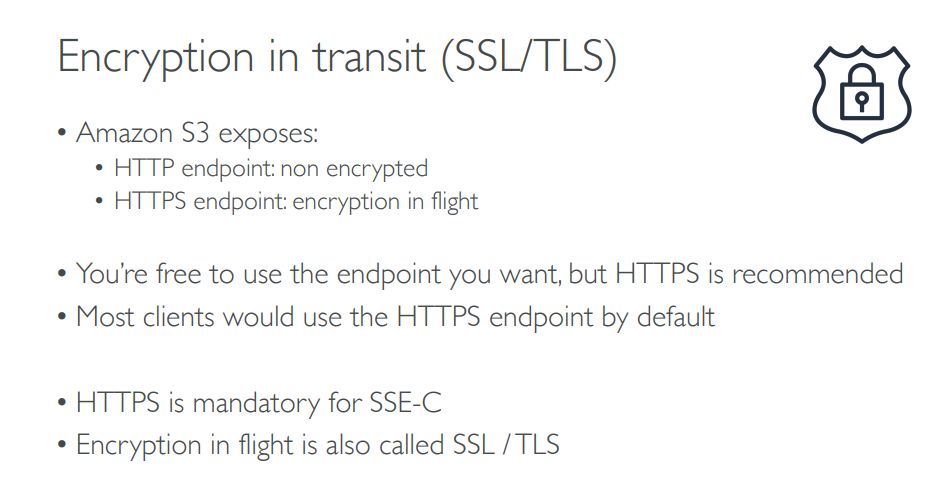 Encryption in transit (SSL/TLS)
• Amazon S3 exposes:
• HTTP endpoint: non encrypted
• HTTPS endpoint: encryption in flight
• You’re free to use the endpoint you want, but HTTPS is recommended
• Most clients would use the HTTPS endpoint by default
• HTTPS is mandatory for SSE-C
• Encryption in flight is also called SSL / TLS